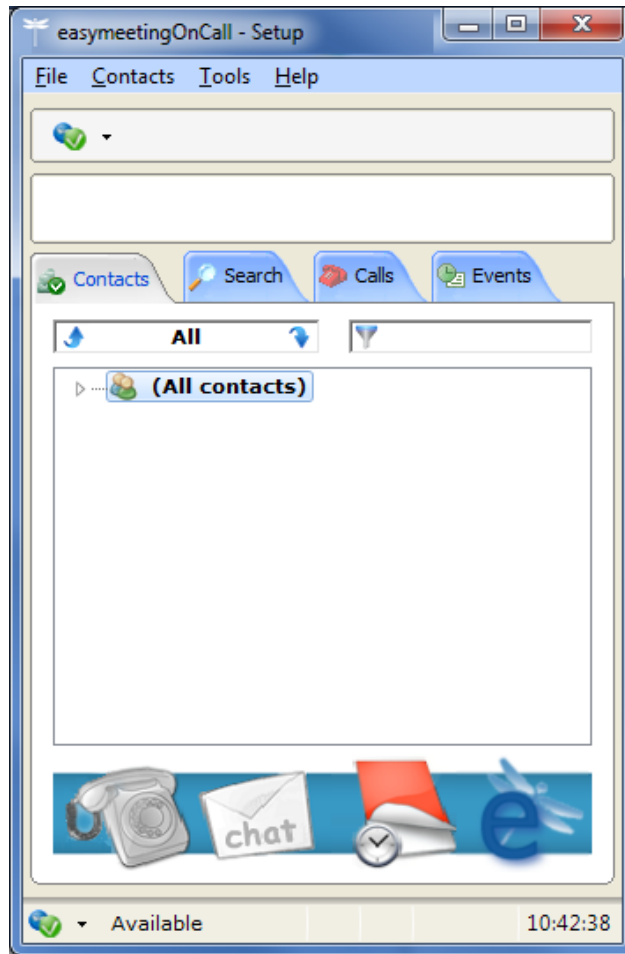 easymeetingOnCall - Setup
File Contacts Tools Help
Contacts Search Calls Events
All
(All contacts)
chat
e
Available 10:42:38